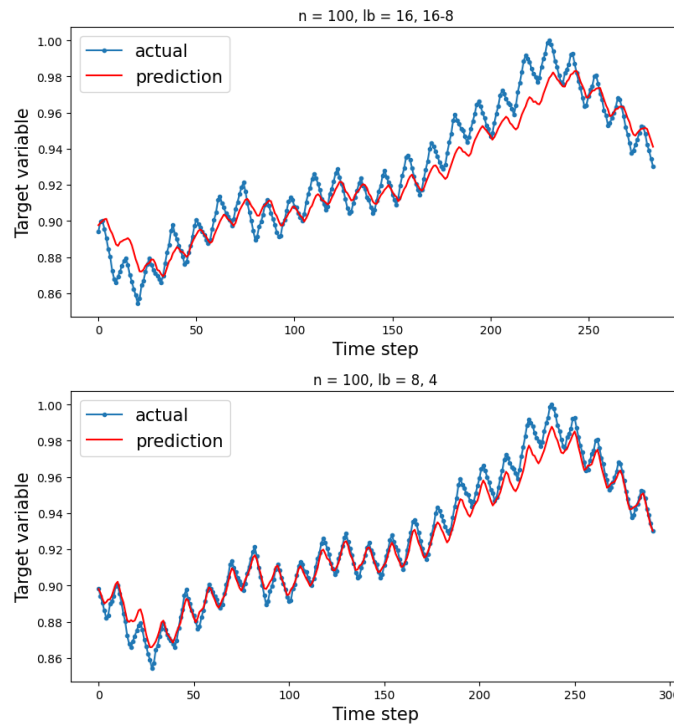 n = 100, lb = 16, 16-8
actual
prediction
Target variable
1.00
0.98
0.96
0.94
0.92
0.90
0.88
0.86
0
50
100
150
200
250
Time step
n = 100, lb = 8, 4
actual
prediction
Target variable
1.00
0.98
0.96
0.94
0.92
0.90
0.88
0.86
0
50
100
150
200
250
Time step